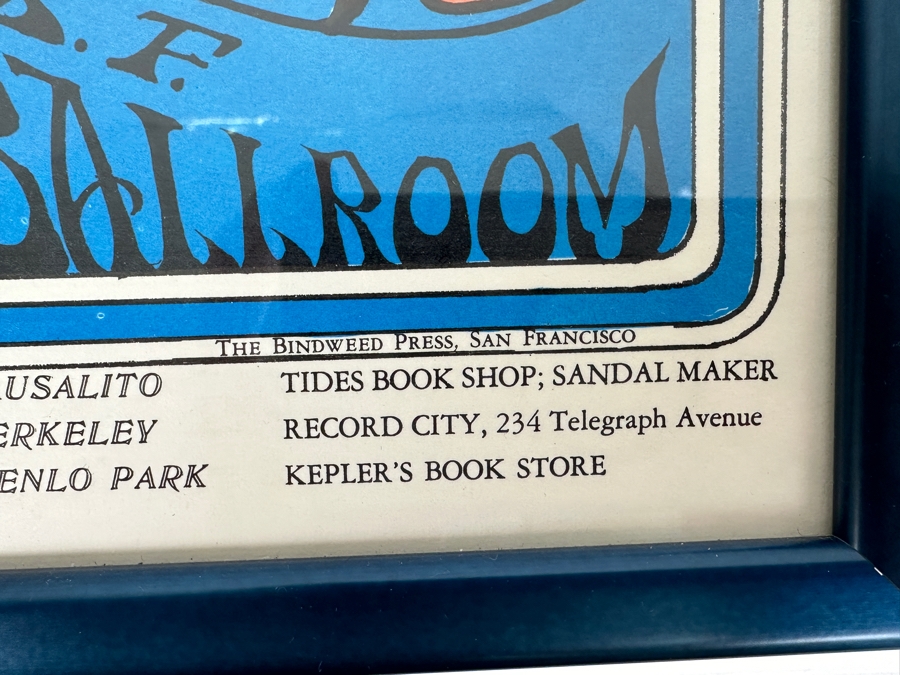 S.F.
BALLROOM
THE BINDWEED PRESS, SAN FRANCISCO
AUSALITO TIDES BOOK SHOP; SANDAL MAKER
ERKELEY RECORD CITY, 234 Telegraph Avenue
ENLO PARK KEPLER'S BOOK STORE